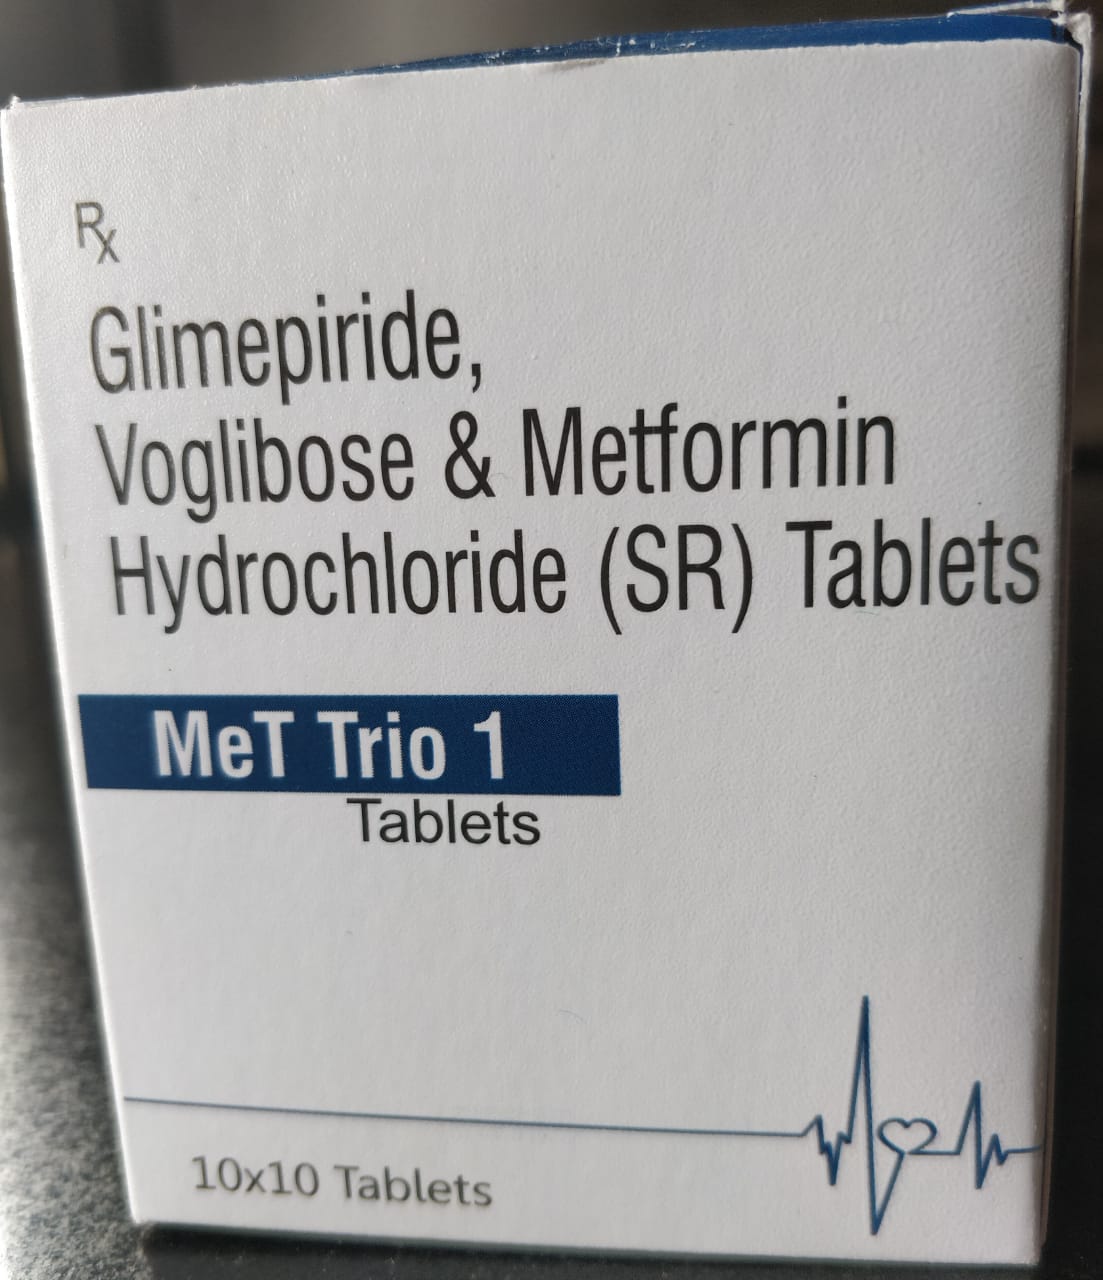 Rx
Glimepiride,
Voglibose & Metformin
Hydrochloride (SR) Tablets
MeT Trio 1
Tablets
10x10 Tablets